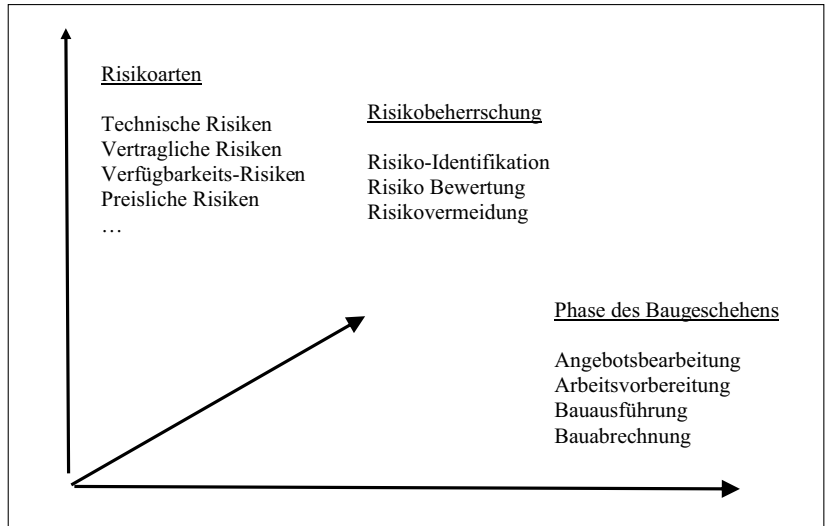 Risikoarten
Technische Risiken
Vertragliche Risiken
Verfügbarkeits-Risiken
Preisliche Risiken
…
Risikobeherrschung
Risiko-Identifikation
Risiko Bewertung
Risikovermeidung
Phase des Baugeschehens
Angebotsbearbeitung
Arbeitsvorbereitung
Bauausführung
Bauabrechnung